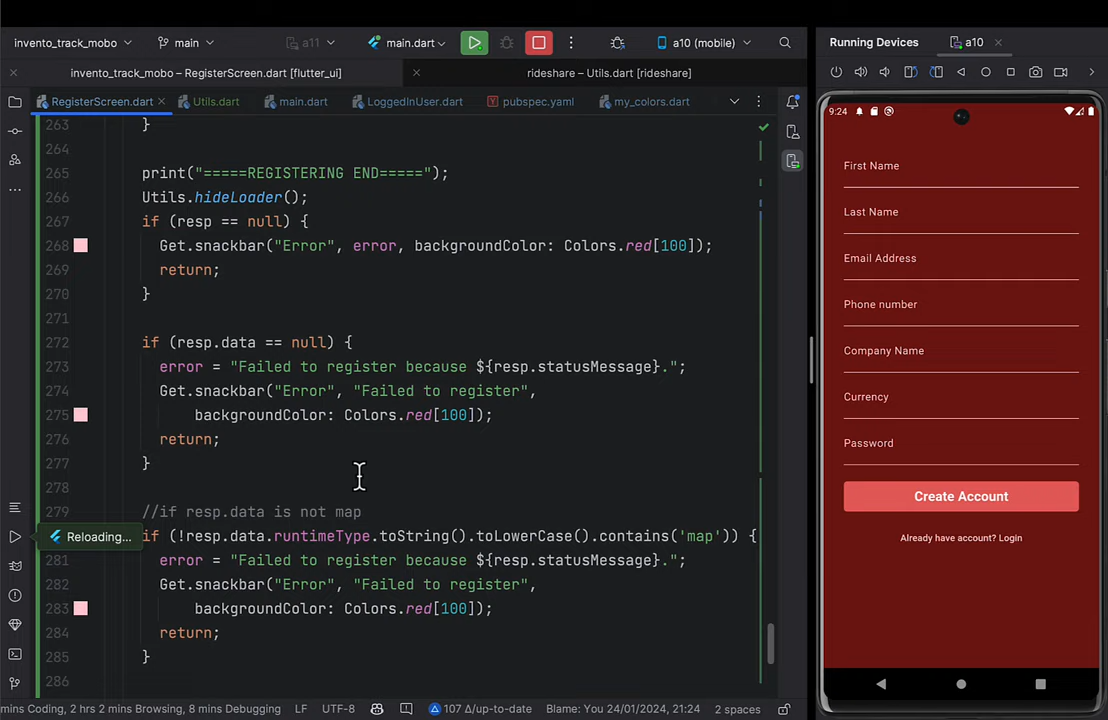 invento_track_mobo
main
a11
main.dart
a10 (mobile)
Running Devices
a10
invento_track_mobo – RegisterScreen.dart [flutter_ui]
rideshare – Utils.dart [rideshare]
RegisterScreen.dart
Utils.dart
main.dart
LoggedInUser.dart
pubspec.yaml
my_colors.dart
263 }
264
265 print("=====REGISTERING END=====");
266 Utils.hideLoader();
267 if (resp == null) {
268 Get.snackbar("Error", error, backgroundColor: Colors.red[100]);
269 return;
270 }
271
272 if (resp.data == null) {
273 error = "Failed to register because ${resp.statusMessage}.";
274 Get.snackbar("Error", "Failed to register",
275 backgroundColor: Colors.red[100]);
276 return;
277 }
278
279 //if resp.data is not map
if (!resp.data.runtimeType.toString().toLowerCase().contains('map')) {
281 error = "Failed to register because ${resp.statusMessage}.";
282 Get.snackbar("Error", "Failed to register",
283 backgroundColor: Colors.red[100]);
284 return;
285 }
286
Reloading...
mins Coding, 2 hrs 2 mins Browsing, 8 mins Debugging
LF
UTF-8
107 Δ/up-to-date
Blame: You 24/01/2024, 21:24
2 spaces
9:24
First Name
Last Name
Email Address
Phone number
Company Name
Currency
Password
Create Account
Already have account? Login